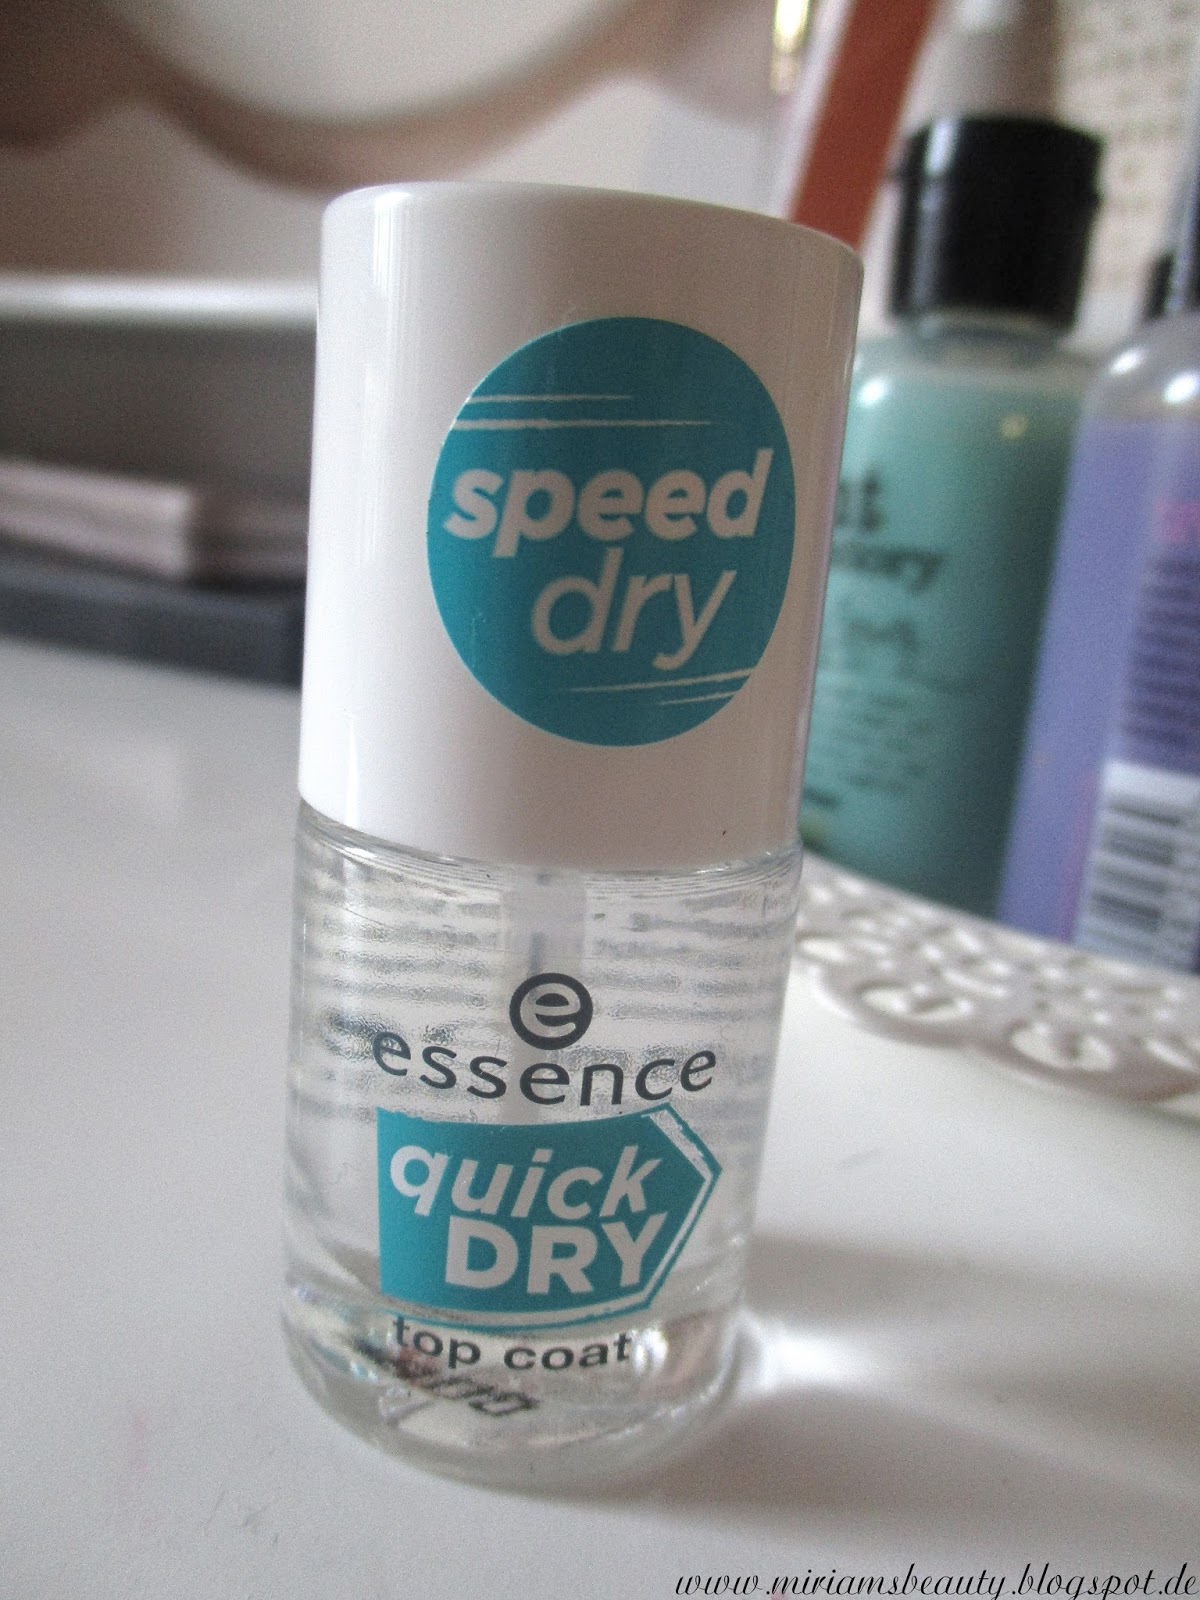 speed
dry
e
essence
quick
DRY
top coat
www.miriamsbeauty.blogspot.de